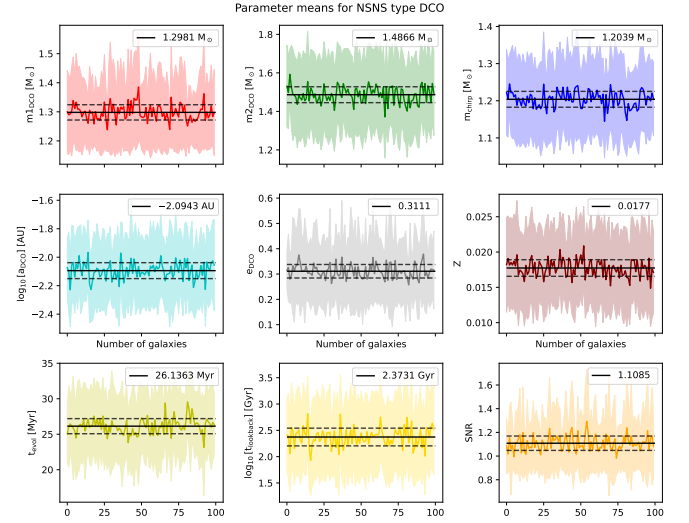 Parameter means for NSNS type DCO
m1DCO [M⊙]
1.5
1.4
1.3
1.2
1.2981 M⊙
m2DCO [M⊙]
1.8
1.6
1.4
1.2
1.4866 M⊙
mchirp [M⊙]
1.4
1.3
1.2
1.1
1.2039 M⊙
log10 [aDCO] [AU]
−1.6
−1.8
−2.0
−2.2
−2.4
−2.0943 AU
Number of galaxies
eDCO
0.6
0.5
0.4
0.3
0.2
0.1
0.3111
Number of galaxies
Z
0.025
0.020
0.015
0.010
0.0177
Number of galaxies
tevol [Myr]
35
30
25
20
26.1363 Myr
0 25 50 75 100
log10 [tlookback] [Gyr]
3.5
3.0
2.5
2.0
1.5
2.3731 Gyr
0 25 50 75 100
SNR
1.6
1.4
1.2
1.0
0.8
1.1085
0 25 50 75 100